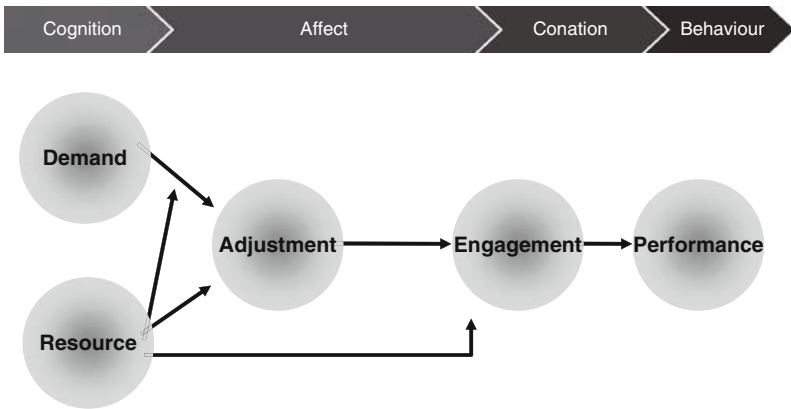 Cognition
Affect
Conation
Behaviour
Demand
Adjustment
Engagement
Performance
Resource